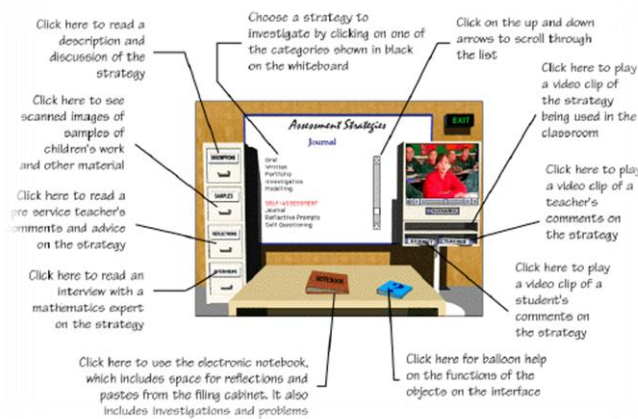 Click here to read a
description and
discussion of the
strategy
Choose a strategy to
investigate by clicking on one of
the categories shown in black
on the whiteboard
Click on the up and down
arrows to scroll through
the list
Click here to see
scanned images of
samples of
children's work
and other material
Click here to play
a video clip of
the strategy
being used in the
classroom
EXIT
Assessment Strategies
Journal
Oral
Written
Portfolio
Investigation
Modelling
SELF-ASSESSMENT
Journal
Reflective Prompts
Self Questioning
DESCRIPTIONS
SAMPLES
REFLECTIONS
INTERVIEWS
Click here to read a
pre service teacher's
comments and advice
on the strategy
Click here to play
a video clip of a
teacher's
comments on
the strategy
STUDENT TEACHER
Click here to read an
interview with a
mathematics expert
on the strategy
NOTEBOOK
?
Click here to play
a video clip of a
student's
comments on
the strategy
Click here to use the electronic notebook,
which includes space for reflections and
pastes from the filing cabinet. It also
includes investigations and problems
Click here for balloon help
on the functions of the
objects on the interface